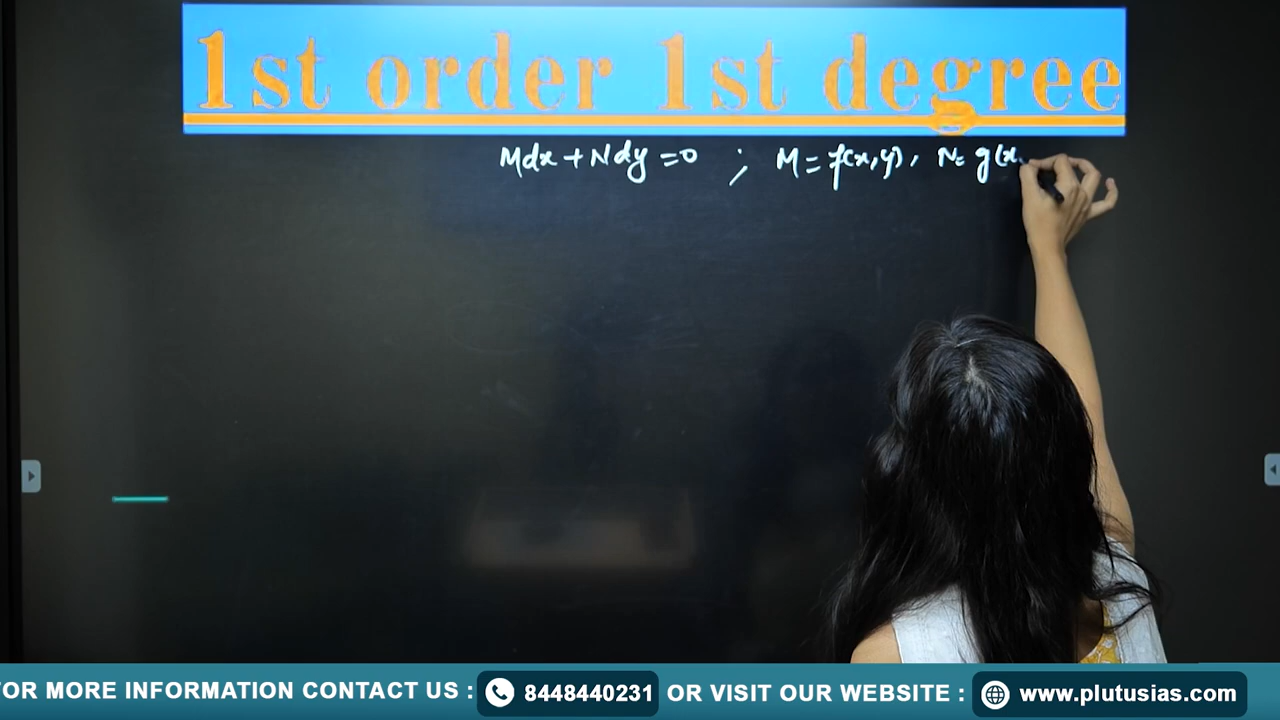 1st order 1st degree
Mdx + Ndy = 0 ; M = f(x,y), N = g(x,
FOR MORE INFORMATION CONTACT US : 8448440231 OR VISIT OUR WEBSITE : www.plutusias.com